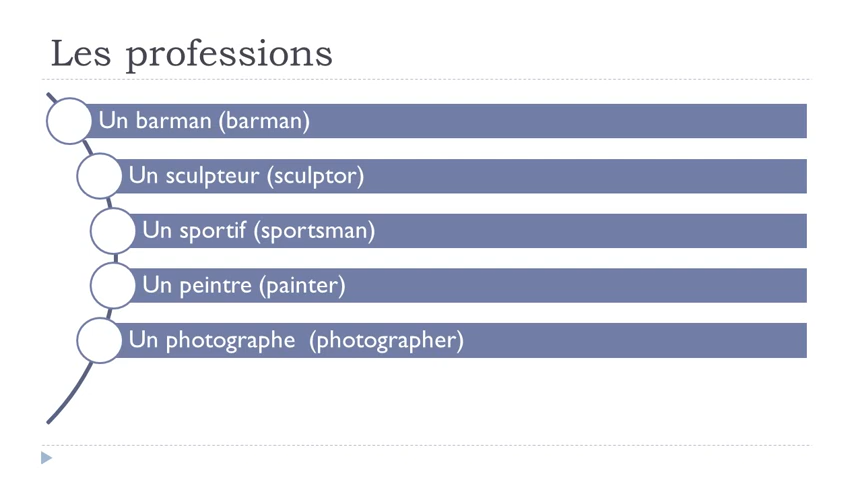 Les professions
Un barman (barman)
Un sculpteur (sculptor)
Un sportif (sportsman)
Un peintre (painter)
Un photographe  (photographer)